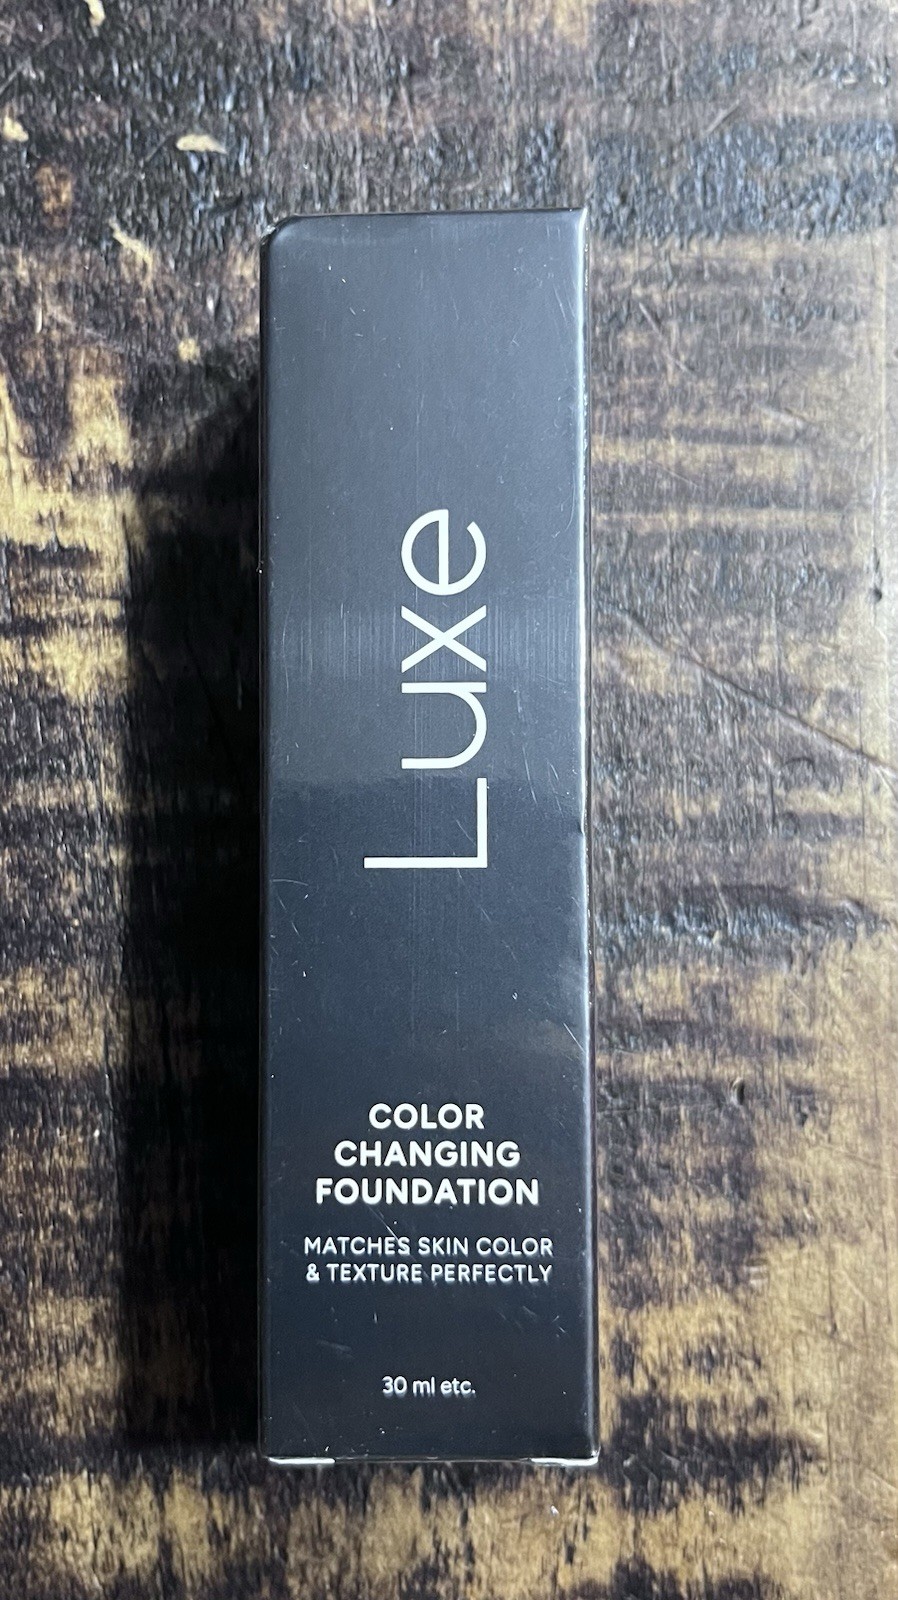 Luxe
COLOR
CHANGING
FOUNDATION
MATCHES SKIN COLOR
& TEXTURE PERFECTLY
30 ml etc.